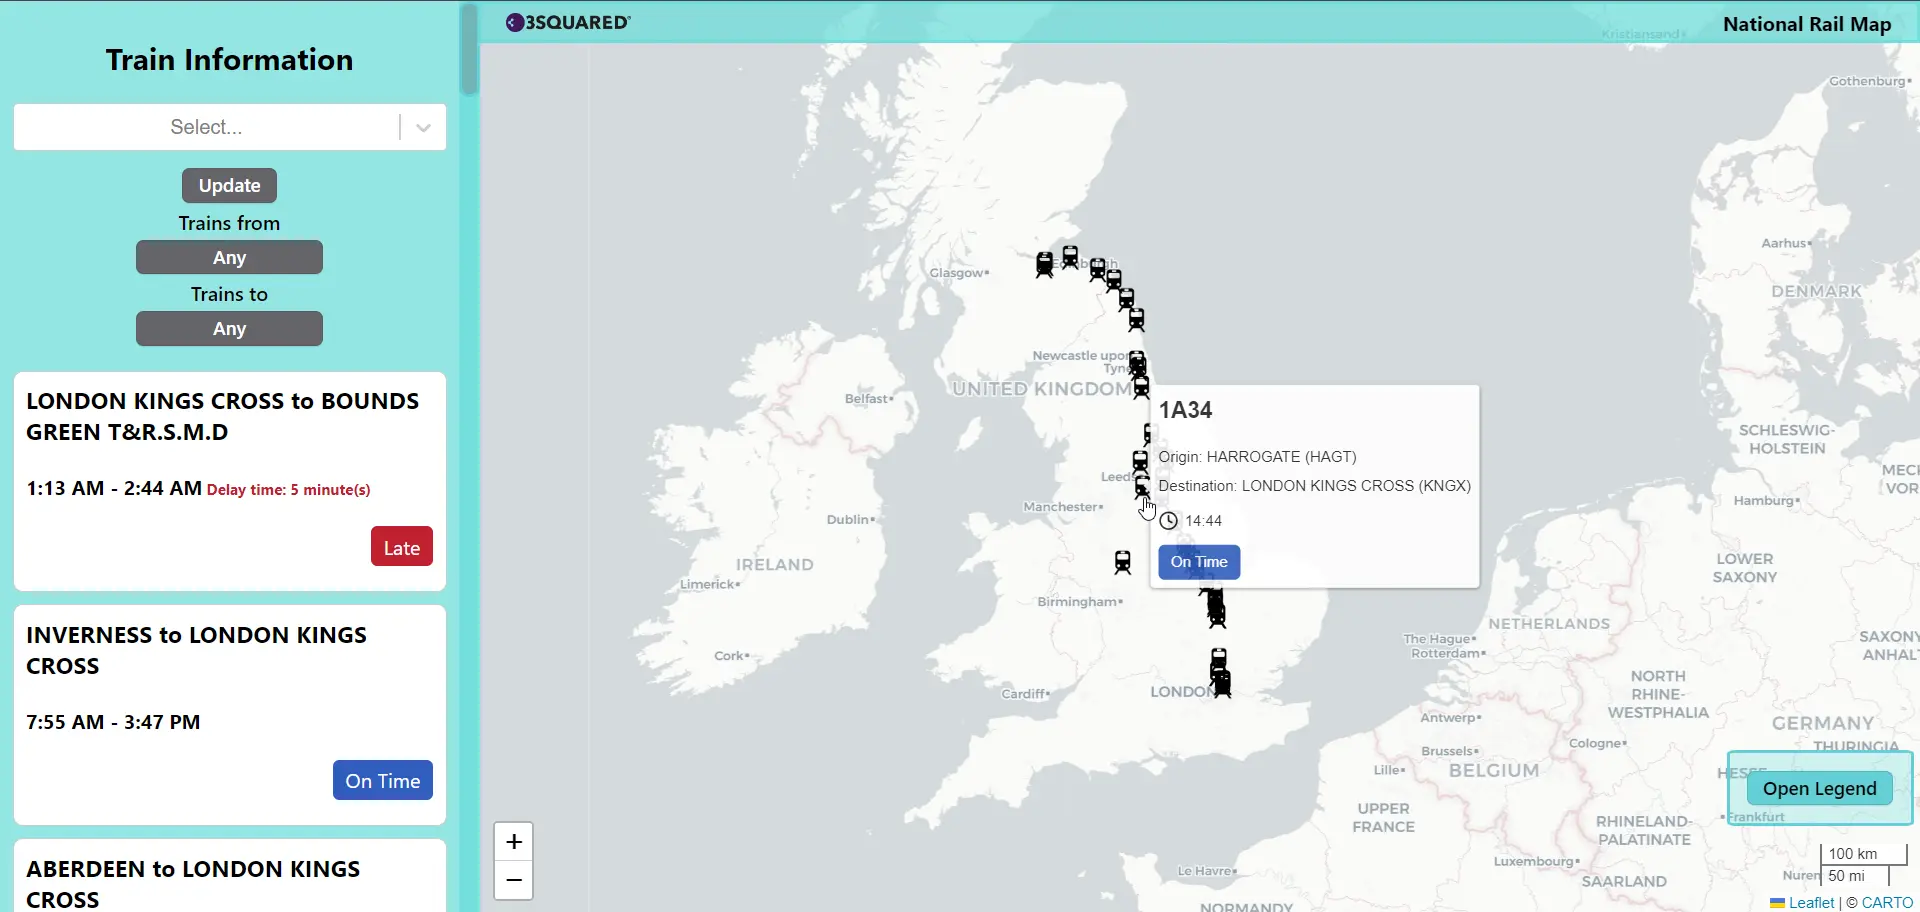 3SQUARED
National Rail Map
Train Information
Select...
Update
Trains from
Any
Trains to
Any
LONDON KINGS CROSS to BOUNDS
GREEN T&R.S.M.D
1:13 AM - 2:44 AM Delay time: 5 minute(s)
Late
INVERNESS to LONDON KINGS
CROSS
7:55 AM - 3:47 PM
On Time
ABERDEEN to LONDON KINGS
CROSS
Kristiansand
Gothenburg
Aarhus
DENMARK
Glasgow
Edinburgh
Newcastle upon
Tyne
UNITED KINGDOM
Belfast
1A34
Origin: HARROGATE (HAGT)
Destination: LONDON KINGS CROSS (KNGX)
14:44
On Time
Leeds
Manchester
Dublin
IRELAND
Limerick
Birmingham
Cork
Cardiff
LONDON
SCHLESWIG-
HOLSTEIN
MECK
VOR
Hamburg
LOWER
SAXONY
NETHERLANDS
The Hague
Rotterdam
SAXONY
ANHALT
NORTH
RHINE-
WESTPHALIA
Antwerp
GERMANY
Cologne
Brussels
THURINGIA
Lille
BELGIUM
HESSE
Open Legend
Frankfurt
UPPER
FRANCE
RHINELAND-
PALATINATE
Luxembourg
Le Havre
SAARLAND
Nurem
NORMANDY
100 km
50 mi
+
−
Leaflet | © CARTO